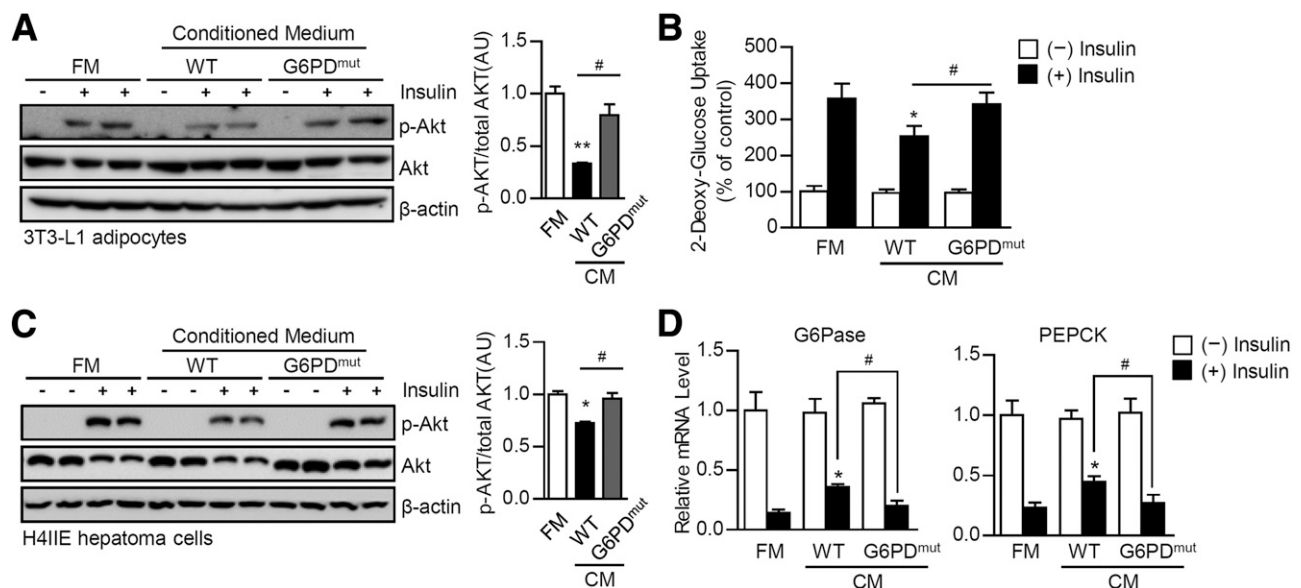 A
Conditioned Medium
FM WT G6PDmut
- + + - + + - + + Insulin
p-Akt
Akt
β-actin
3T3-L1 adipocytes
p-AKT/total AKT(AU)
1.5
1.0
0.5
0.0
#
**
FM WT G6PDmut
CM
B
2-Deoxy-Glucose Uptake
(% of control)
500
400
300
200
100
0
#
*
FM WT G6PDmut
CM
(−) Insulin
(+) Insulin
C
Conditioned Medium
FM WT G6PDmut
- - + + - - + + - - + + Insulin
p-Akt
Akt
β-actin
H4IIE hepatoma cells
p-AKT/total AKT(AU)
1.5
1.0
0.5
0.0
#
*
FM WT G6PDmut
CM
D
G6Pase
Relative mRNA Level
1.5
1.0
0.5
0.0
#
*
FM WT G6PDmut
CM
PEPCK
1.5
1.0
0.5
0.0
#
*
FM WT G6PDmut
CM
(−) Insulin
(+) Insulin